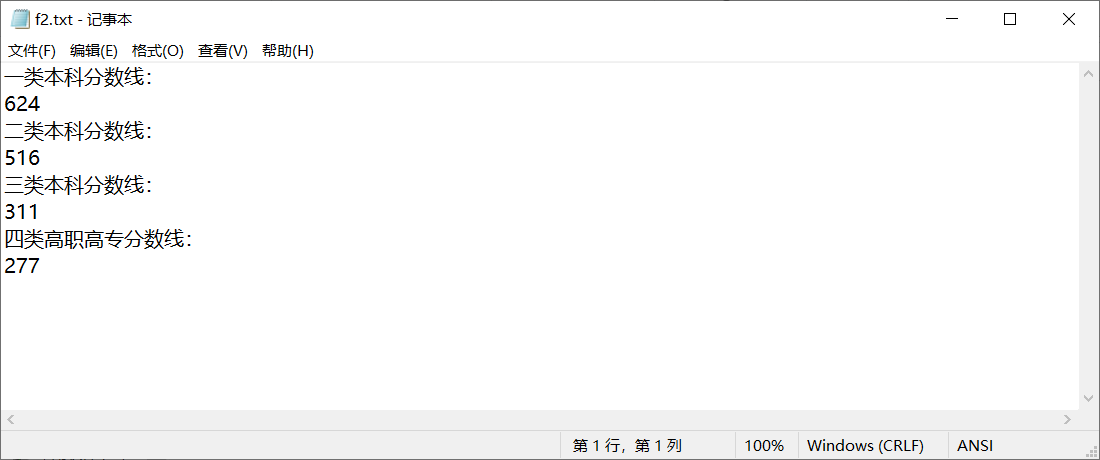 f2.txt - 记事本
文件(F) 编辑(E) 格式(O) 查看(V) 帮助(H)
一类本科分数线：
624
二类本科分数线：
516
三类本科分数线：
311
四类高职高专分数线：
277
第 1 行，第 1 列 100% Windows (CRLF) ANSI